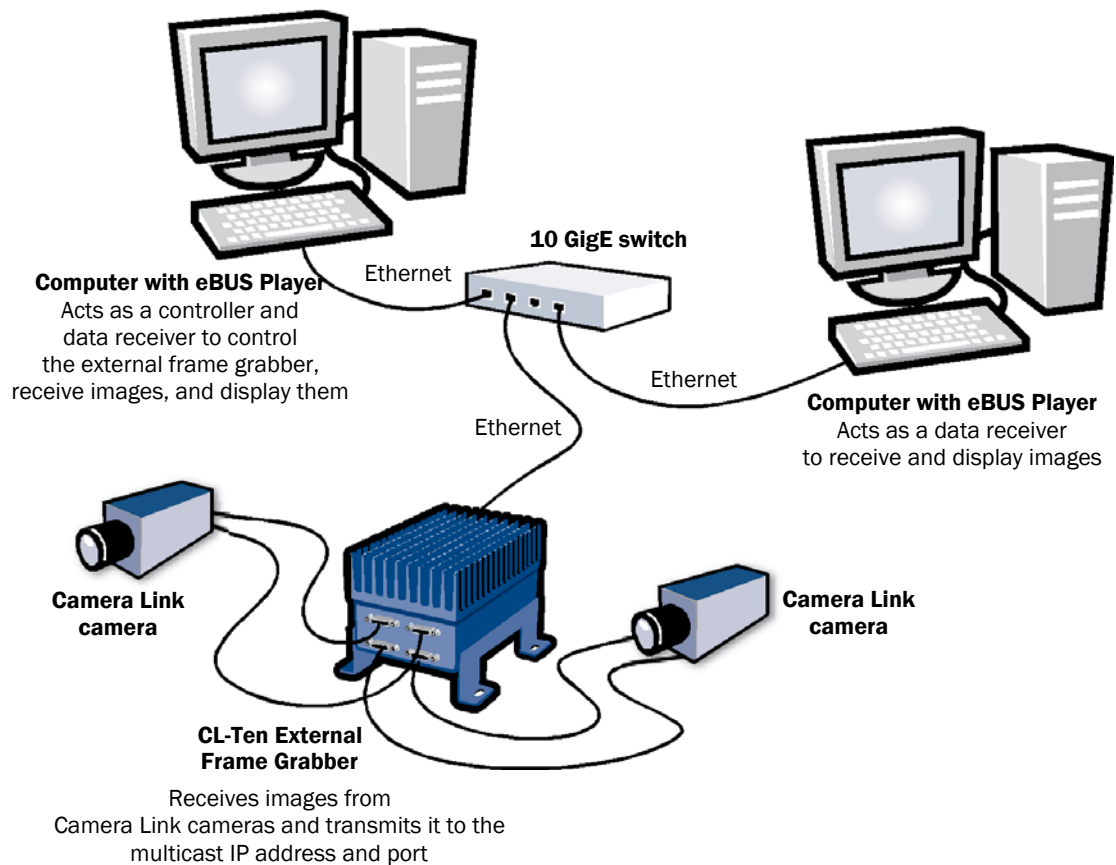 10 GigE switch
Ethernet
Computer with eBUS Player
Acts as a controller and
data receiver to control
the external frame grabber,
receive images, and display them
Ethernet
Computer with eBUS Player
Acts as a data receiver
to receive and display images
Ethernet
Camera Link
camera
Camera Link
camera
CL-Ten External
Frame Grabber
Receives images from
Camera Link cameras and transmits it to the
multicast IP address and port